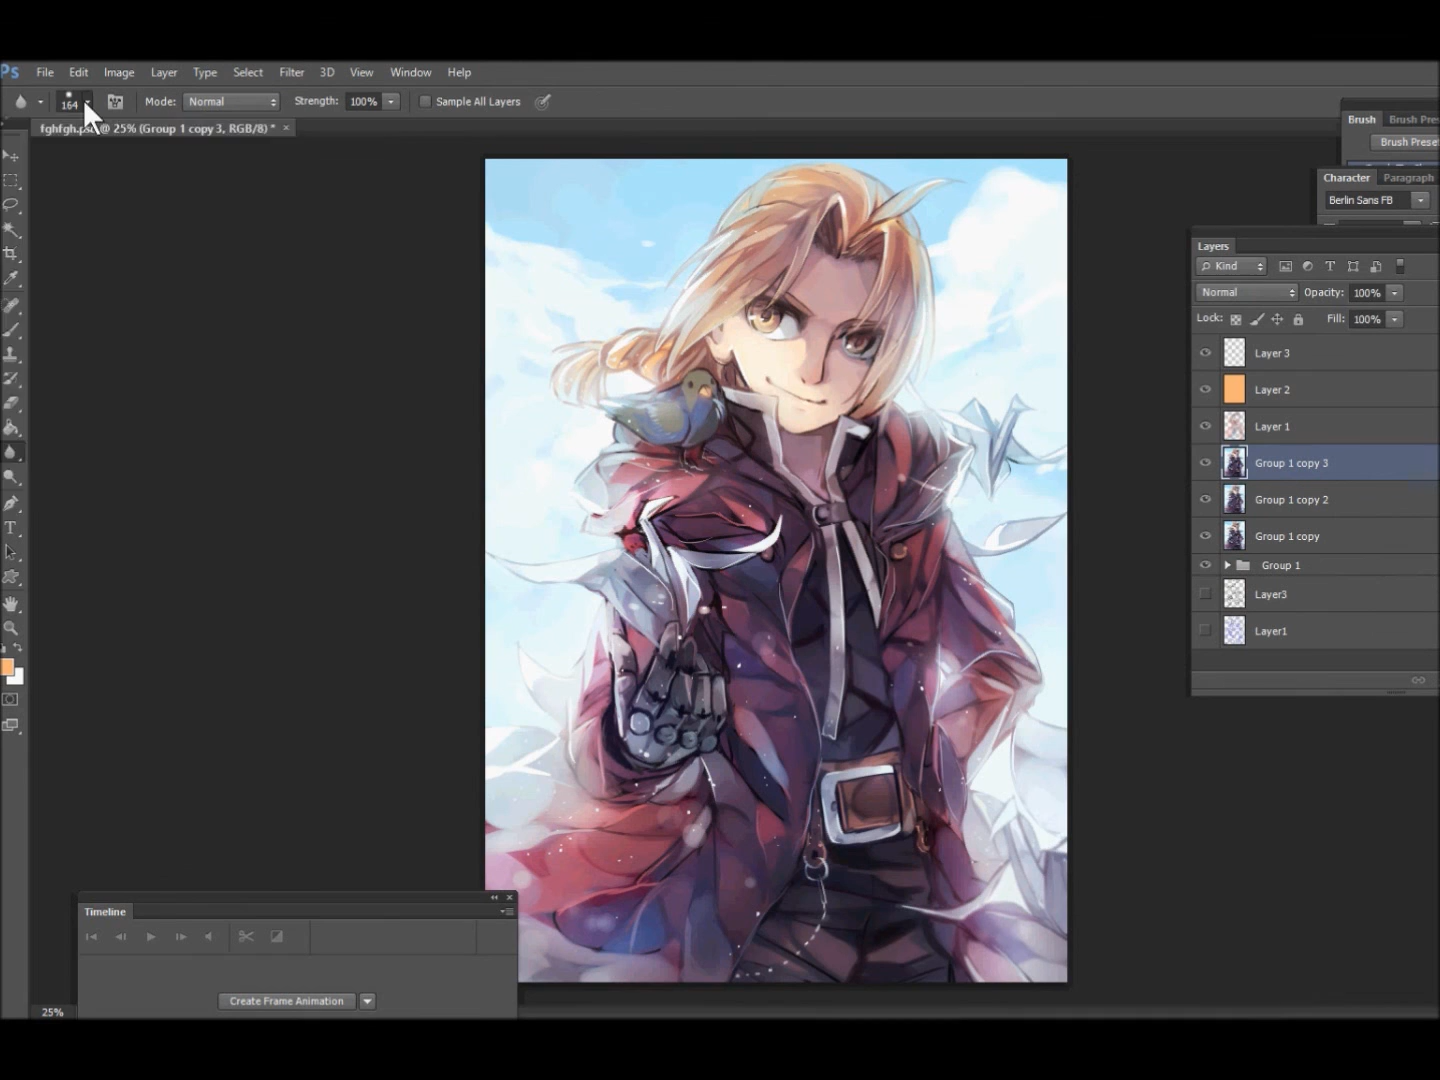 Ps File Edit Image Layer Type Select Filter 3D View Window Help
164 Mode: Normal Strength: 100% Sample All Layers
@ 25% (Group 1 copy 3, RGB/8) * ×
Brush
Brush Preset
Character Paragraph
Berlin Sans FB
Layers
Kind
Normal Opacity: 100%
Lock: Fill: 100%
Layer 3
Layer 2
Layer 1
Group 1 copy 3
Group 1 copy 2
Group 1 copy
Group 1
Layer3
Layer1
Timeline
Create Frame Animation
25%